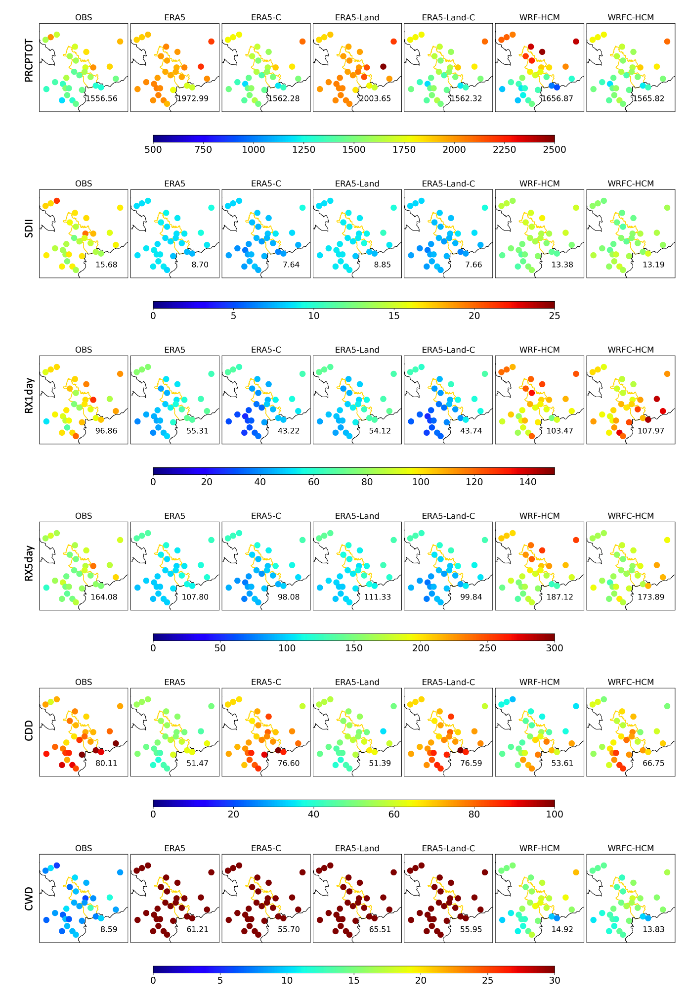 OBS ERA5 ERA5-C ERA5-Land ERA5-Land-C WRF-HCM WRFC-HCM
PRCPTOT
1556.56 1972.99 1562.28 2003.65 1562.32 1656.87 1565.82
500 750 1000 1250 1500 1750 2000 2250 2500
OBS ERA5 ERA5-C ERA5-Land ERA5-Land-C WRF-HCM WRFC-HCM
SDII
15.68 8.70 7.64 8.85 7.66 13.38 13.19
0 5 10 15 20 25
OBS ERA5 ERA5-C ERA5-Land ERA5-Land-C WRF-HCM WRFC-HCM
RX1day
96.86 55.31 43.22 54.12 43.74 103.47 107.97
0 20 40 60 80 100 120 140
OBS ERA5 ERA5-C ERA5-Land ERA5-Land-C WRF-HCM WRFC-HCM
RX5day
164.08 107.80 98.08 111.33 99.84 187.12 173.89
0 50 100 150 200 250 300
OBS ERA5 ERA5-C ERA5-Land ERA5-Land-C WRF-HCM WRFC-HCM
CDD
80.11 51.47 76.60 51.39 76.59 53.61 66.75
0 20 40 60 80 100
OBS ERA5 ERA5-C ERA5-Land ERA5-Land-C WRF-HCM WRFC-HCM
CWD
8.59 61.21 55.70 65.51 55.95 14.92 13.83
0 5 10 15 20 25 30